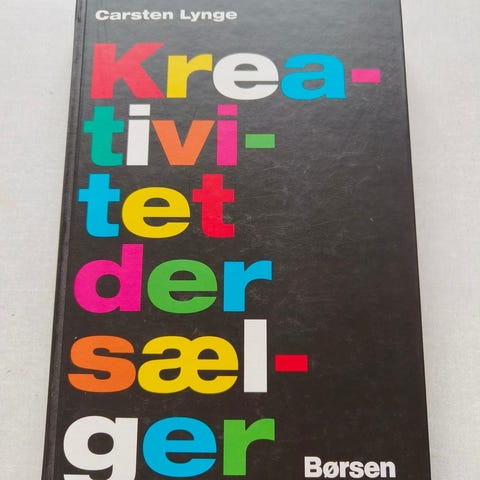 Carsten Lynge
Krea-
tivi-
tet
der
sæl-
ger
Børsen